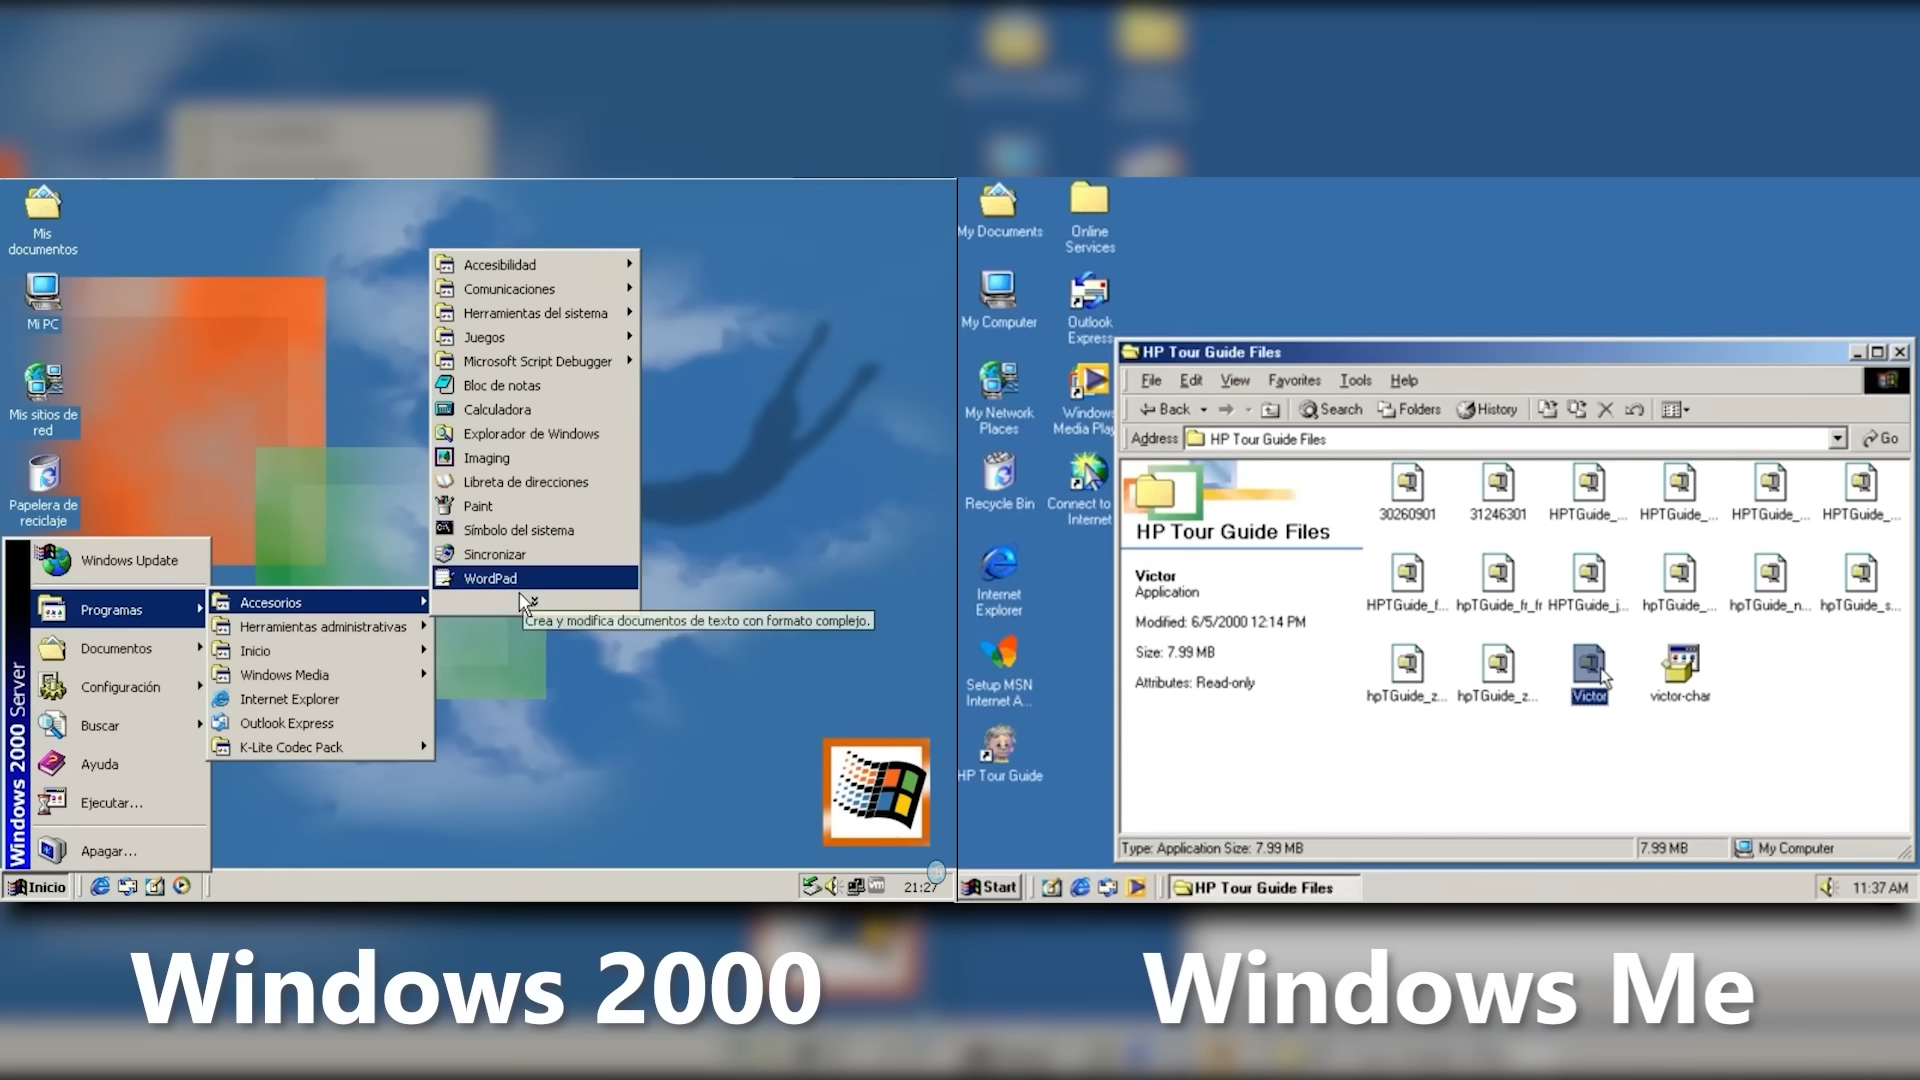 Mis
documentos
Mi PC
Mis sitios de
red
Papelera de
reciclaje
Windows 2000 Server
Windows Update
Programas
Documentos
Configuración
Buscar
Ayuda
Ejecutar...
Apagar...
Accesorios
Herramientas administrativas
Inicio
Windows Media
Internet Explorer
Outlook Express
K-Lite Codec Pack
Accesibilidad
Comunicaciones
Herramientas del sistema
Juegos
Microsoft Script Debugger
Bloc de notas
Calculadora
Explorador de Windows
Imaging
Libreta de direcciones
Paint
Símbolo del sistema
Sincronizar
WordPad
Crea y modifica documentos de texto con formato complejo.
Inicio
21:27
My Documents
Online
Services
My Computer
Outlook
Express
My Network
Places
Windows
Media Play
Recycle Bin
Connect to
Internet
Internet
Explorer
Setup MSN
Internet A...
HP Tour Guide
HP Tour Guide Files
File Edit View Favorites Tools Help
Back Search Folders History
Address HP Tour Guide Files Go
HP Tour Guide Files
Victor
Application
Modified: 6/5/2000 12:14 PM
Size: 7.99 MB
Attributes: Read-only
30260901 31246301 HPTGuide_... HPTGuide_... HPTGuide_... HPTGuide_...
HPTGuide_f... hpTGuide_fr_fr HPTGuide_j... hpTGuide_... hpTGuide_n... hpTGuide_s...
hpTGuide_z... hpTGuide_z... Victor victor-char
Type: Application Size: 7.99 MB 7.99 MB My Computer
Start HP Tour Guide Files 11:37 AM
Windows 2000
Windows Me